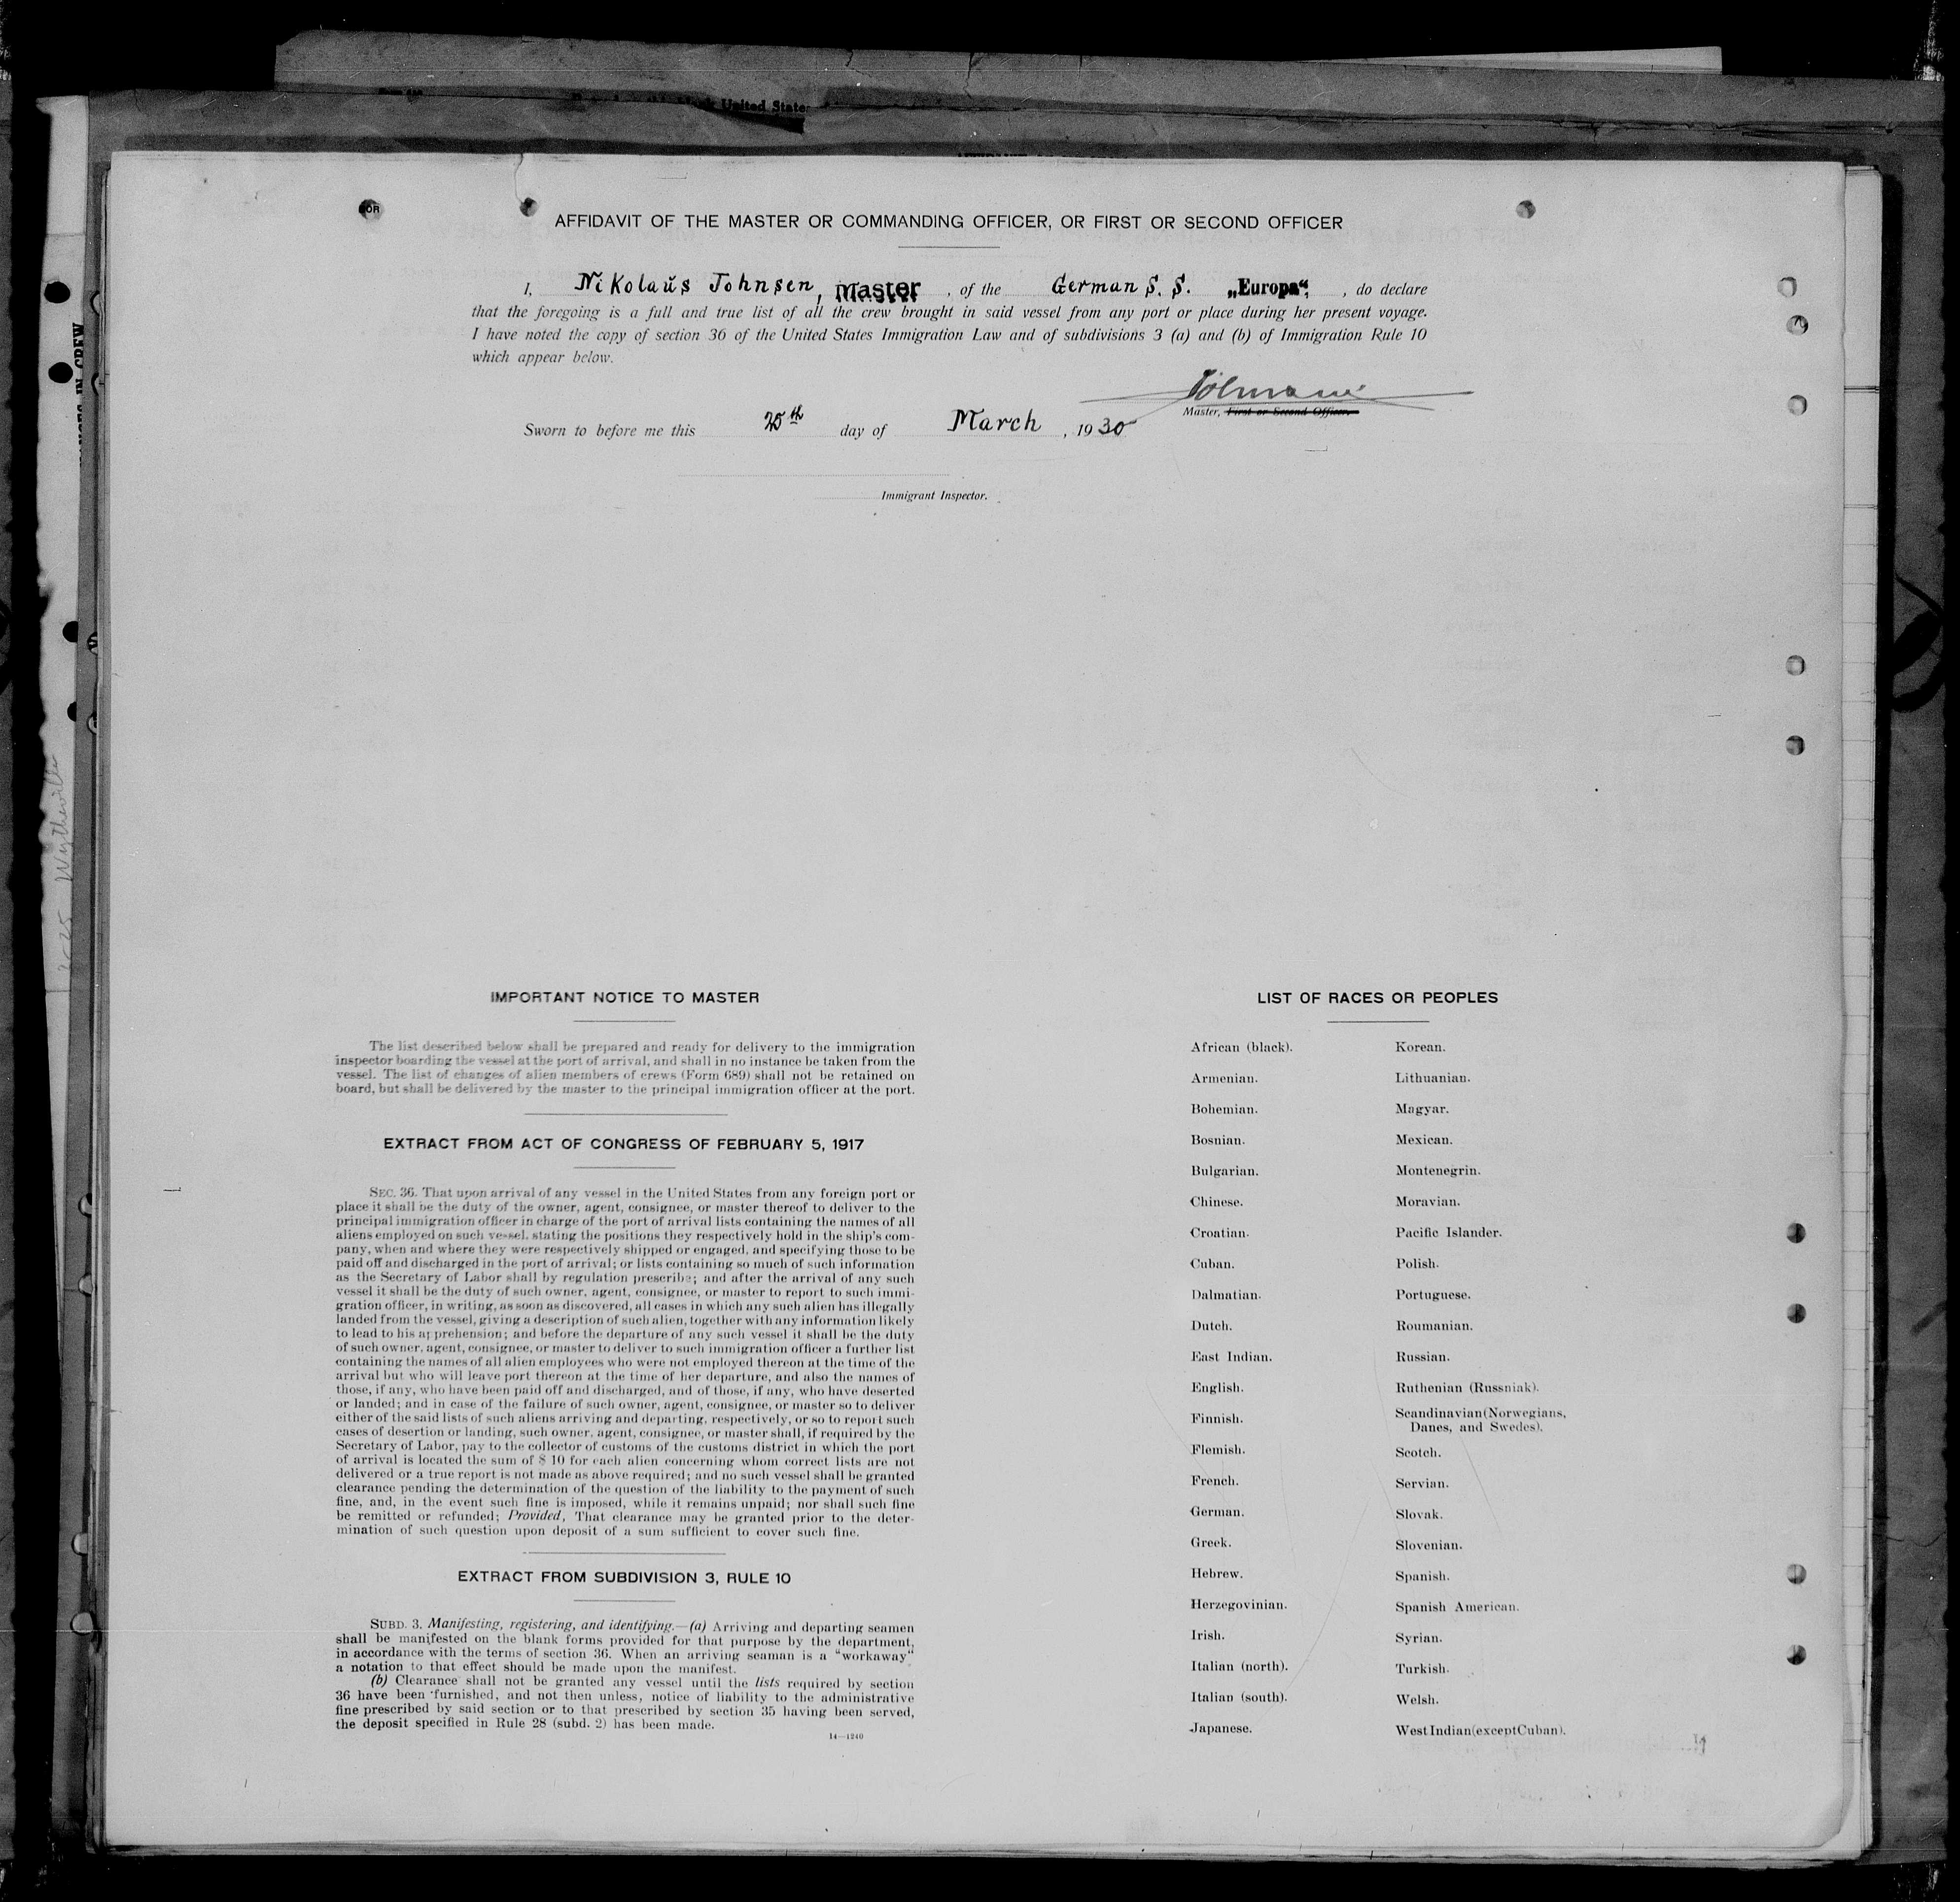 United States
OR
AFFIDAVIT OF THE MASTER OR COMMANDING OFFICER, OR FIRST OR SECOND OFFICER
I, Nikolaus Johnsen, Master, of the German S. S. „Europa“, do declare
that the foregoing is a full and true list of all the crew brought in said vessel from any port or place during her present voyage.
I have noted the copy of section 36 of the United States Immigration Law and of subdivisions 3 (a) and (b) of Immigration Rule 10
which appear below.
Master, First or Second Officer.
Sworn to before me this 25th day of March, 1930
Immigrant Inspector.
IN CREW
Wytheville
IMPORTANT NOTICE TO MASTER
The list described below shall be prepared and ready for delivery to the immigration
inspector boarding the vessel at the port of arrival, and shall in no instance be taken from the
vessel. The list of changes of alien members of crews (Form 689) shall not be retained on
board, but shall be delivered by the master to the principal immigration officer at the port.
EXTRACT FROM ACT OF CONGRESS OF FEBRUARY 5, 1917
SEC. 36. That upon arrival of any vessel in the United States from any foreign port or
place it shall be the duty of the owner, agent, consignee, or master thereof to deliver to the
principal immigration officer in charge of the port of arrival lists containing the names of all
aliens employed on such vessel, stating the positions they respectively hold in the ship's com-
pany, when and where they were respectively shipped or engaged, and specifying those to be
paid off and discharged in the port of arrival; or lists containing so much of such information
as the Secretary of Labor shall by regulation prescribe; and after the arrival of any such
vessel it shall be the duty of such owner, agent, consignee, or master to report to such immi-
gration officer, in writing, as soon as discovered, all cases in which any such alien has illegally
landed from the vessel, giving a description of such alien, together with any information likely
to lead to his apprehension; and before the departure of any such vessel it shall be the duty
of such owner, agent, consignee, or master to deliver to such immigration officer a further list
containing the names of all alien employees who were not employed thereon at the time of the
arrival but who will leave port thereon at the time of her departure, and also the names of
those, if any, who have been paid off and discharged, and of those, if any, who have deserted
or landed; and in case of the failure of such owner, agent, consignee, or master so to deliver
either of the said lists of such aliens arriving and departing, respectively, or so to report such
cases of desertion or landing, such owner, agent, consignee, or master shall, if required by the
Secretary of Labor, pay to the collector of customs of the customs district in which the port
of arrival is located the sum of $ 10 for each alien concerning whom correct lists are not
delivered or a true report is not made as above required; and no such vessel shall be granted
clearance pending the determination of the question of the liability to the payment of such
fine, and, in the event such fine is imposed, while it remains unpaid; nor shall such fine
be remitted or refunded; Provided, That clearance may be granted prior to the deter-
mination of such question upon deposit of a sum sufficient to cover such fine.
EXTRACT FROM SUBDIVISION 3, RULE 10
SUBD. 3. Manifesting, registering, and identifying.—(a) Arriving and departing seamen
shall be manifested on the blank forms provided for that purpose by the department,
in accordance with the terms of section 36. When an arriving seaman is a “workaway“
a notation to that effect should be made upon the manifest.
(b) Clearance shall not be granted any vessel until the lists required by section
36 have been furnished, and not then unless, notice of liability to the administrative
fine prescribed by said section or to that prescribed by section 35 having been served,
the deposit specified in Rule 28 (subd. 2) has been made.
14—1240
LIST OF RACES OR PEOPLES
African (black).
Armenian.
Bohemian.
Bosnian.
Bulgarian.
Chinese.
Croatian.
Cuban.
Dalmatian.
Dutch.
East Indian.
English.
Finnish.
Flemish.
French.
German.
Greek.
Hebrew.
Herzegovinian.
Irish.
Italian (north).
Italian (south).
Japanese.
Korean.
Lithuanian.
Magyar.
Mexican.
Montenegrin.
Moravian.
Pacific Islander.
Polish.
Portuguese.
Roumanian.
Russian.
Ruthenian (Russniak).
Scandinavian (Norwegians,
Danes, and Swedes).
Scotch.
Servian.
Slovak.
Slovenian.
Spanish.
Spanish American.
Syrian.
Turkish.
Welsh.
West Indian (except Cuban).